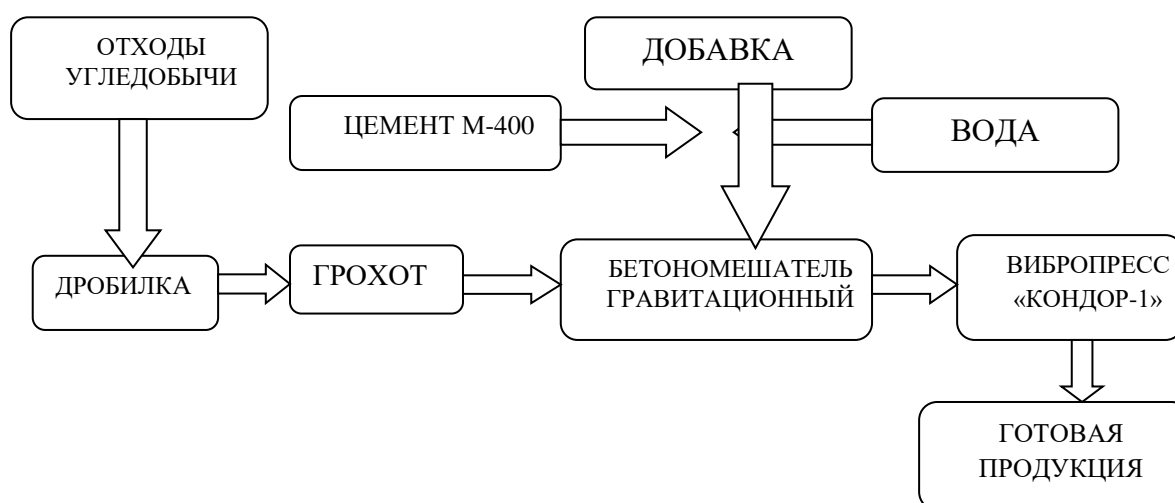 ОТХОДЫ
УГЛЕДОБЫЧИ
ДОБАВКА
ЦЕМЕНТ М-400
ВОДА
ДРОБИЛКА
ГРОХОТ
БЕТОНОМЕШАТЕЛЬ
ГРАВИТАЦИОННЫЙ
ВИБРОПРЕСС
«КОНДОР-1»
ГОТОВАЯ
ПРОДУКЦИЯ